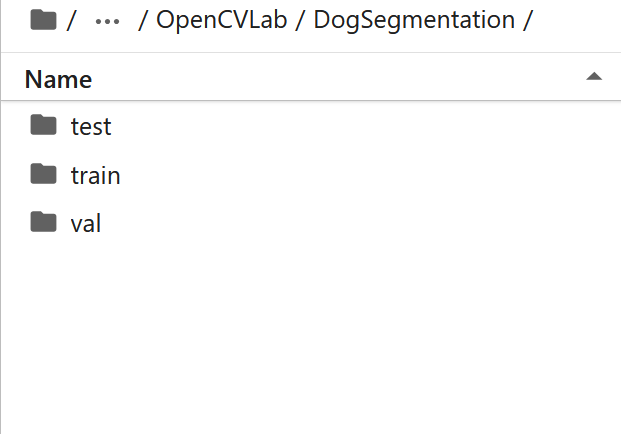 / ··· / OpenCVLab / DogSegmentation /
Name
test
train
val